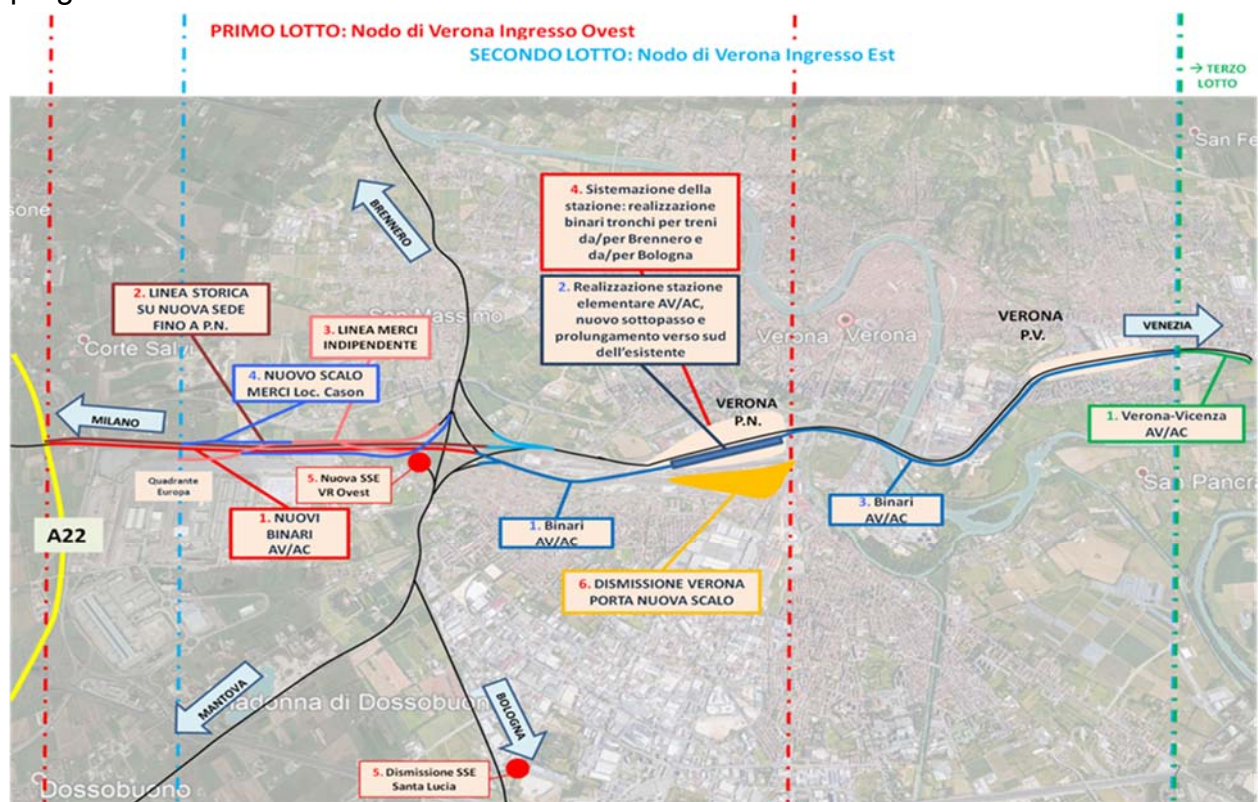 PRIMO LOTTO: Nodo di Verona Ingresso Ovest
SECONDO LOTTO: Nodo di Verona Ingresso Est
→ TERZO
LOTTO
San Fe
BRENNERO
4. Sistemazione della
stazione: realizzazione
binari tronchi per treni
da/per Brennero e
da/per Bologna
2. LINEA STORICA
SU NUOVA SEDE
FINO A P.N.
2. Realizzazione stazione
elementare AV/AC,
nuovo sottopasso e
prolungamento verso sud
dell'esistente
San Massimo
3. LINEA MERCI
INDIPENDENTE
Corte Salvi
Verona
Verona
VERONA
P.V.
VENEZIA
4. NUOVO SCALO
MERCI Loc. Cason
MILANO
VERONA
P.N.
1. Verona-Vicenza
AV/AC
Quadrante
Europa
5. Nuova SSE
VR Ovest
San Pancra
1. NUOVI
BINARI
AV/AC
1. Binari
AV/AC
3. Binari
AV/AC
A22
6. DISMISSIONE VERONA
PORTA NUOVA SCALO
MANTOVA
adonna di Dossobuon
BOLOGNA
5. Dismissione SSE
Santa Lucia
Dossobuono